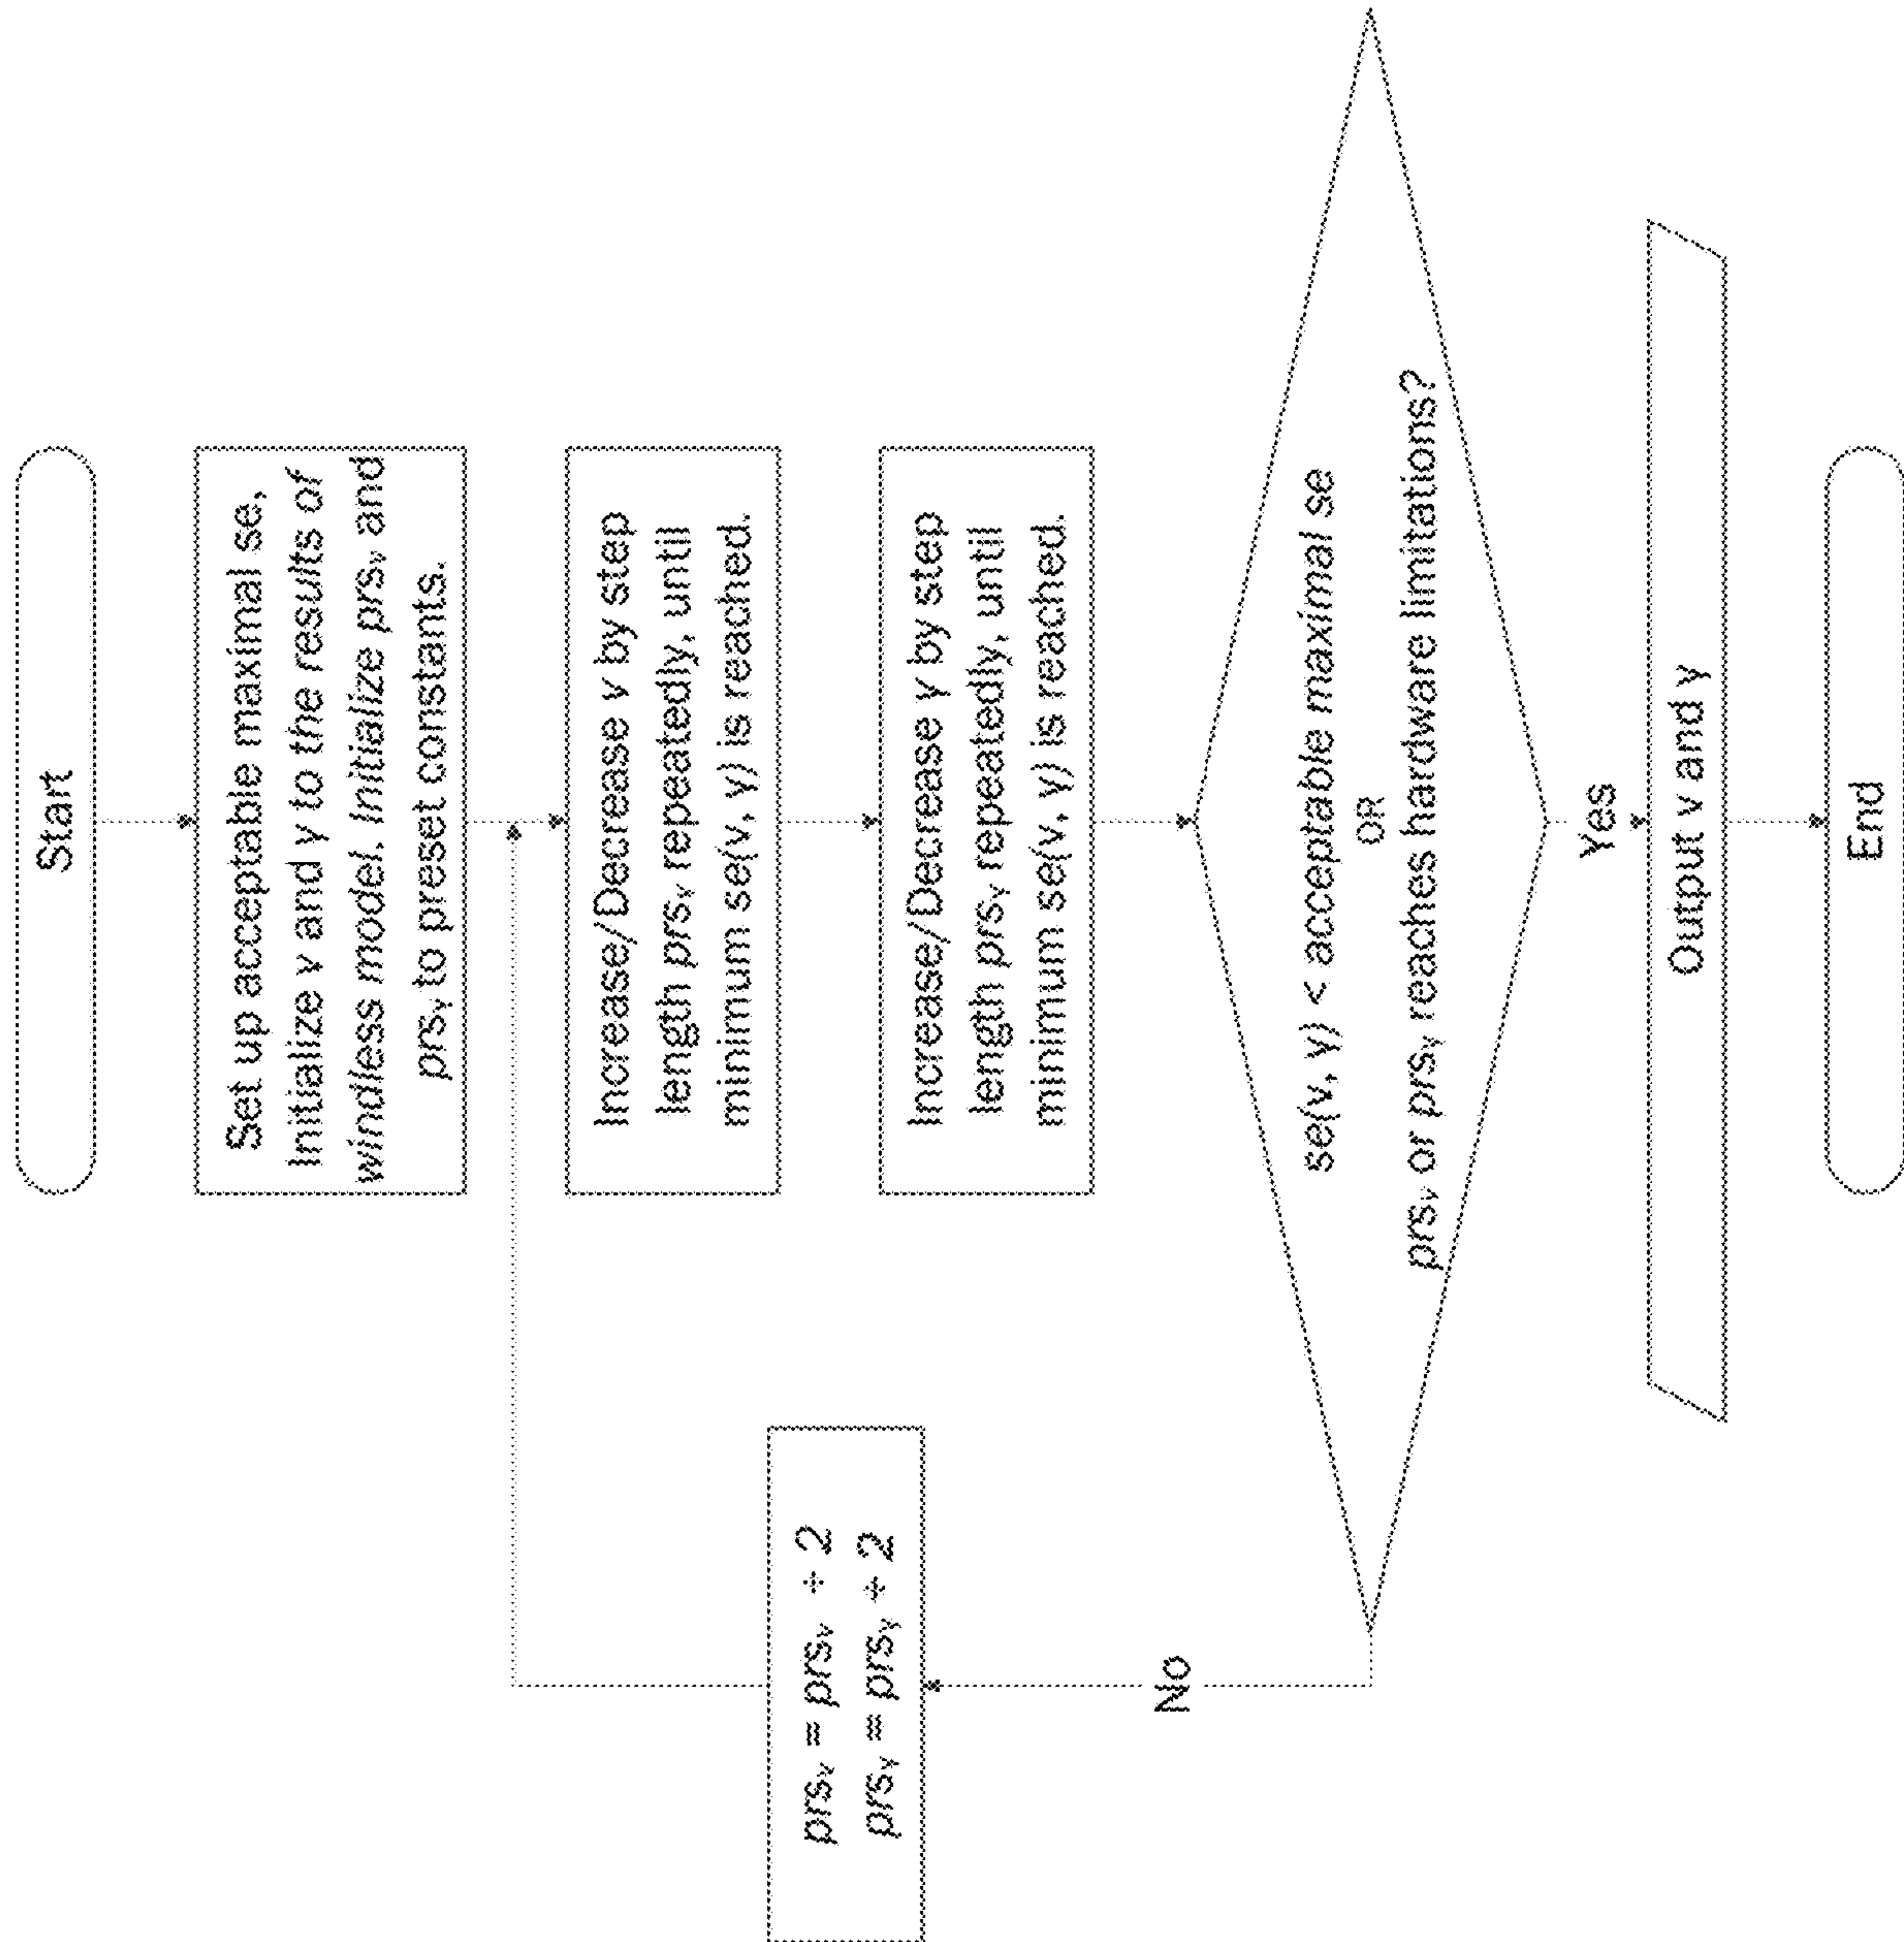 Start
Set up acceptable maximal se,
Initialize v and γ to the results of
windless model. Initialize prsᵥ and
prsᵧ to preset constants.
Increase/Decrease v by step
length prsᵥ repeatedly, until
minimum se(v, γ) is reached.
Increase/Decrease γ by step
length prsᵧ repeatedly, until
minimum se(v, γ) is reached.
se(v, γ) < acceptable maximal se
OR
prsᵥ or prsᵧ reaches hardware limitations?
No
prsᵥ = prsᵥ ÷ 2
prsᵧ = prsᵧ ÷ 2
Yes
Output v and γ
End